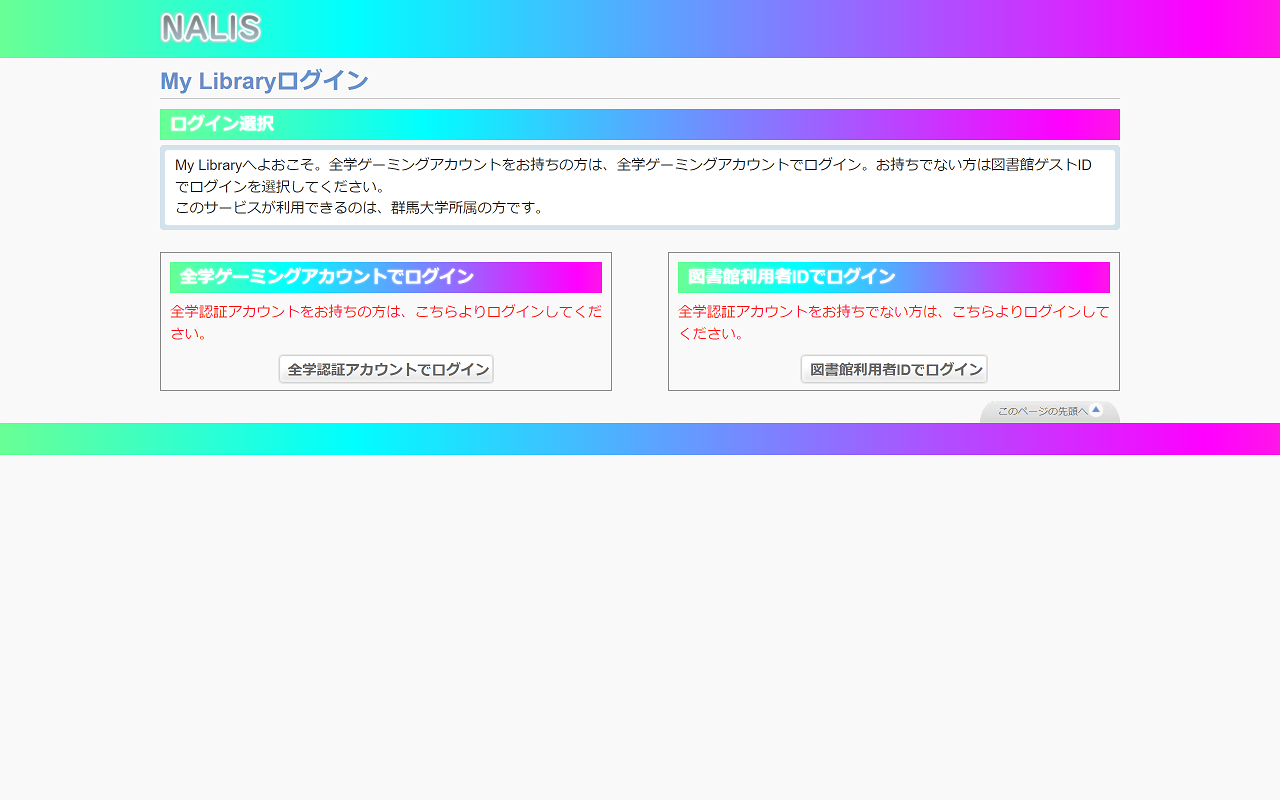 NALIS
My Libraryログイン
ログイン選択
My Libraryへよおこそ。全学ゲーミングアカウントをお持ちの方は、全学ゲーミングアカウントでログイン。お持ちでない方は図書館ゲストID
でログインを選択してください。
このサービスが利用できるのは、群馬大学所属の方です。
全学ゲーミングアカウントでログイン
全学認証アカウントをお持ちの方は、こちらよりログインしてくだ
さい。
全学認証アカウントでログイン
図書館利用者IDでログイン
全学認証アカウントをお持ちでない方は、こちらよりログインして
ください。
図書館利用者IDでログイン
このページの先頭へ